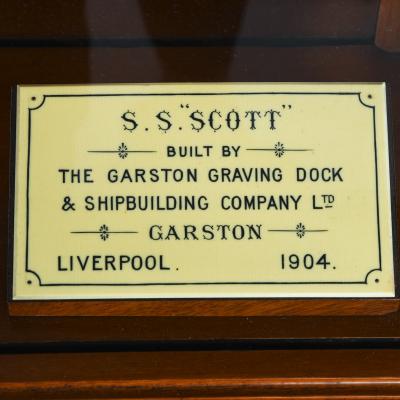 S. S. "SCOTT"
BUILT BY
THE GARSTON GRAVING DOCK
& SHIPBUILDING COMPANY LTD
GARSTON
LIVERPOOL. 1904.